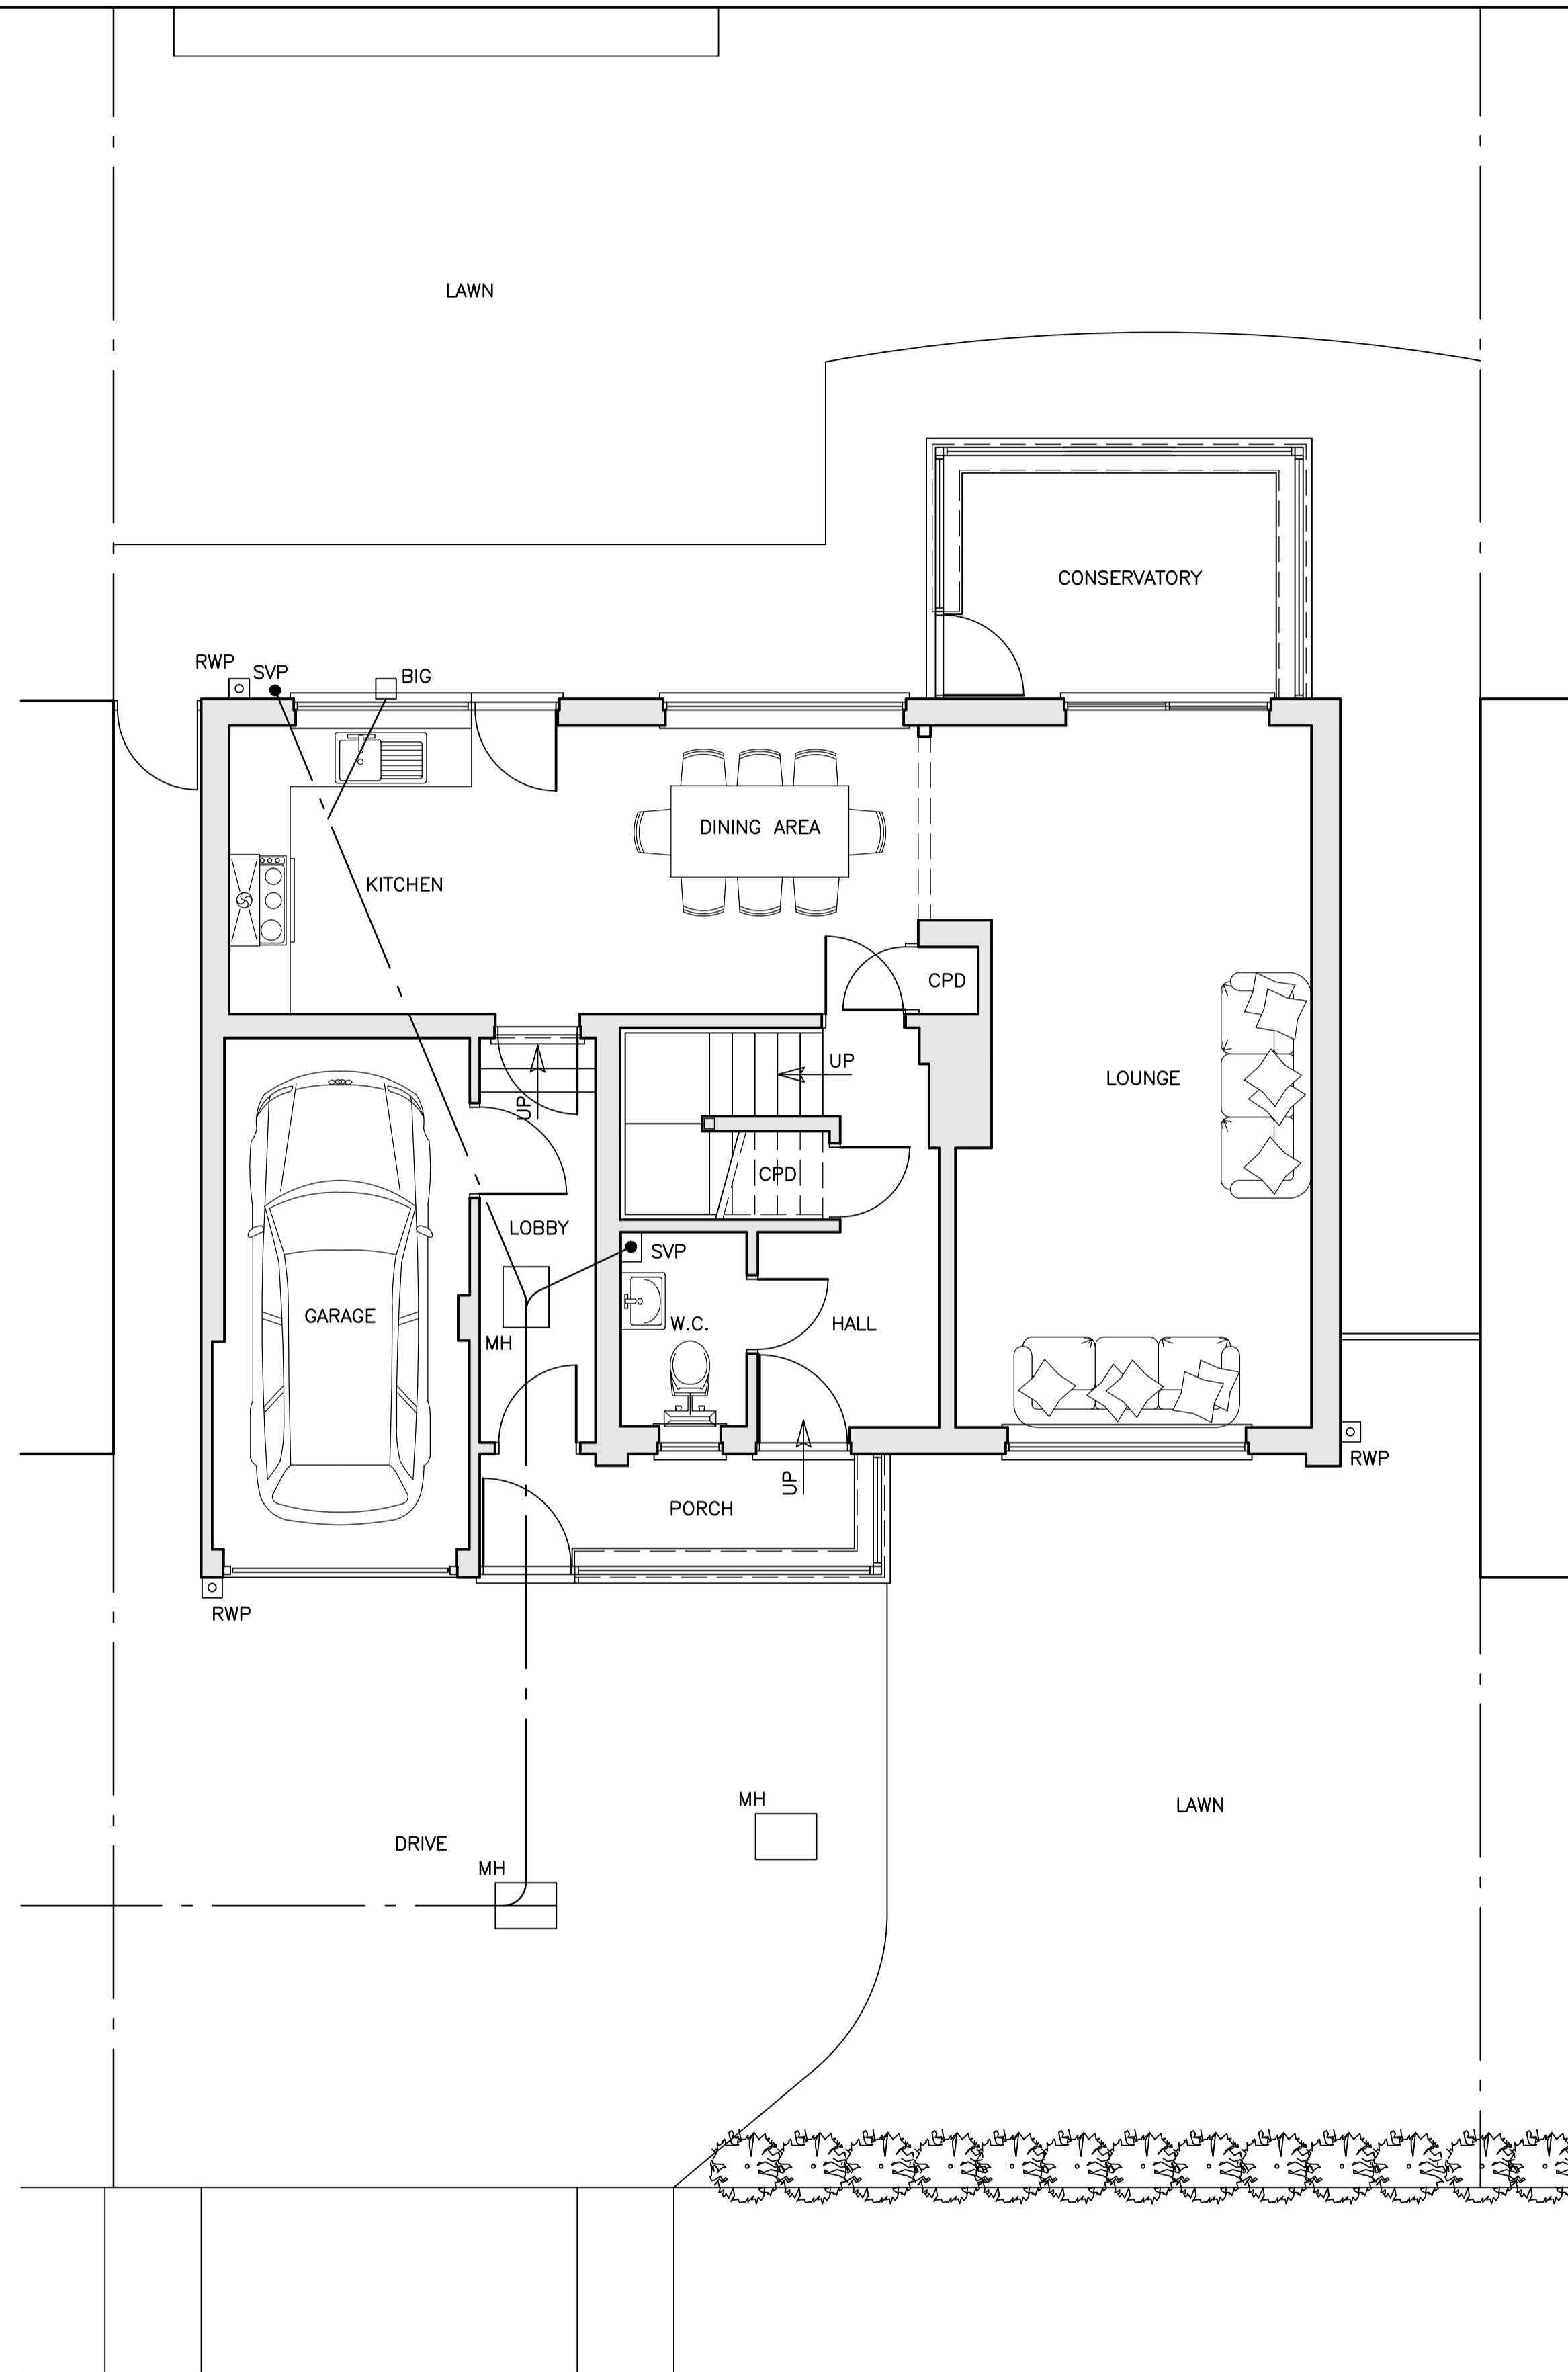 LAWN
CONSERVATORY
RWP
SVP
BIG
DINING AREA
KITCHEN
CPD
UP
LOUNGE
UP
CPD
LOBBY
SVP
GARAGE
W.C.
HALL
MH
RWP
UP
PORCH
RWP
MH
LAWN
DRIVE
MH